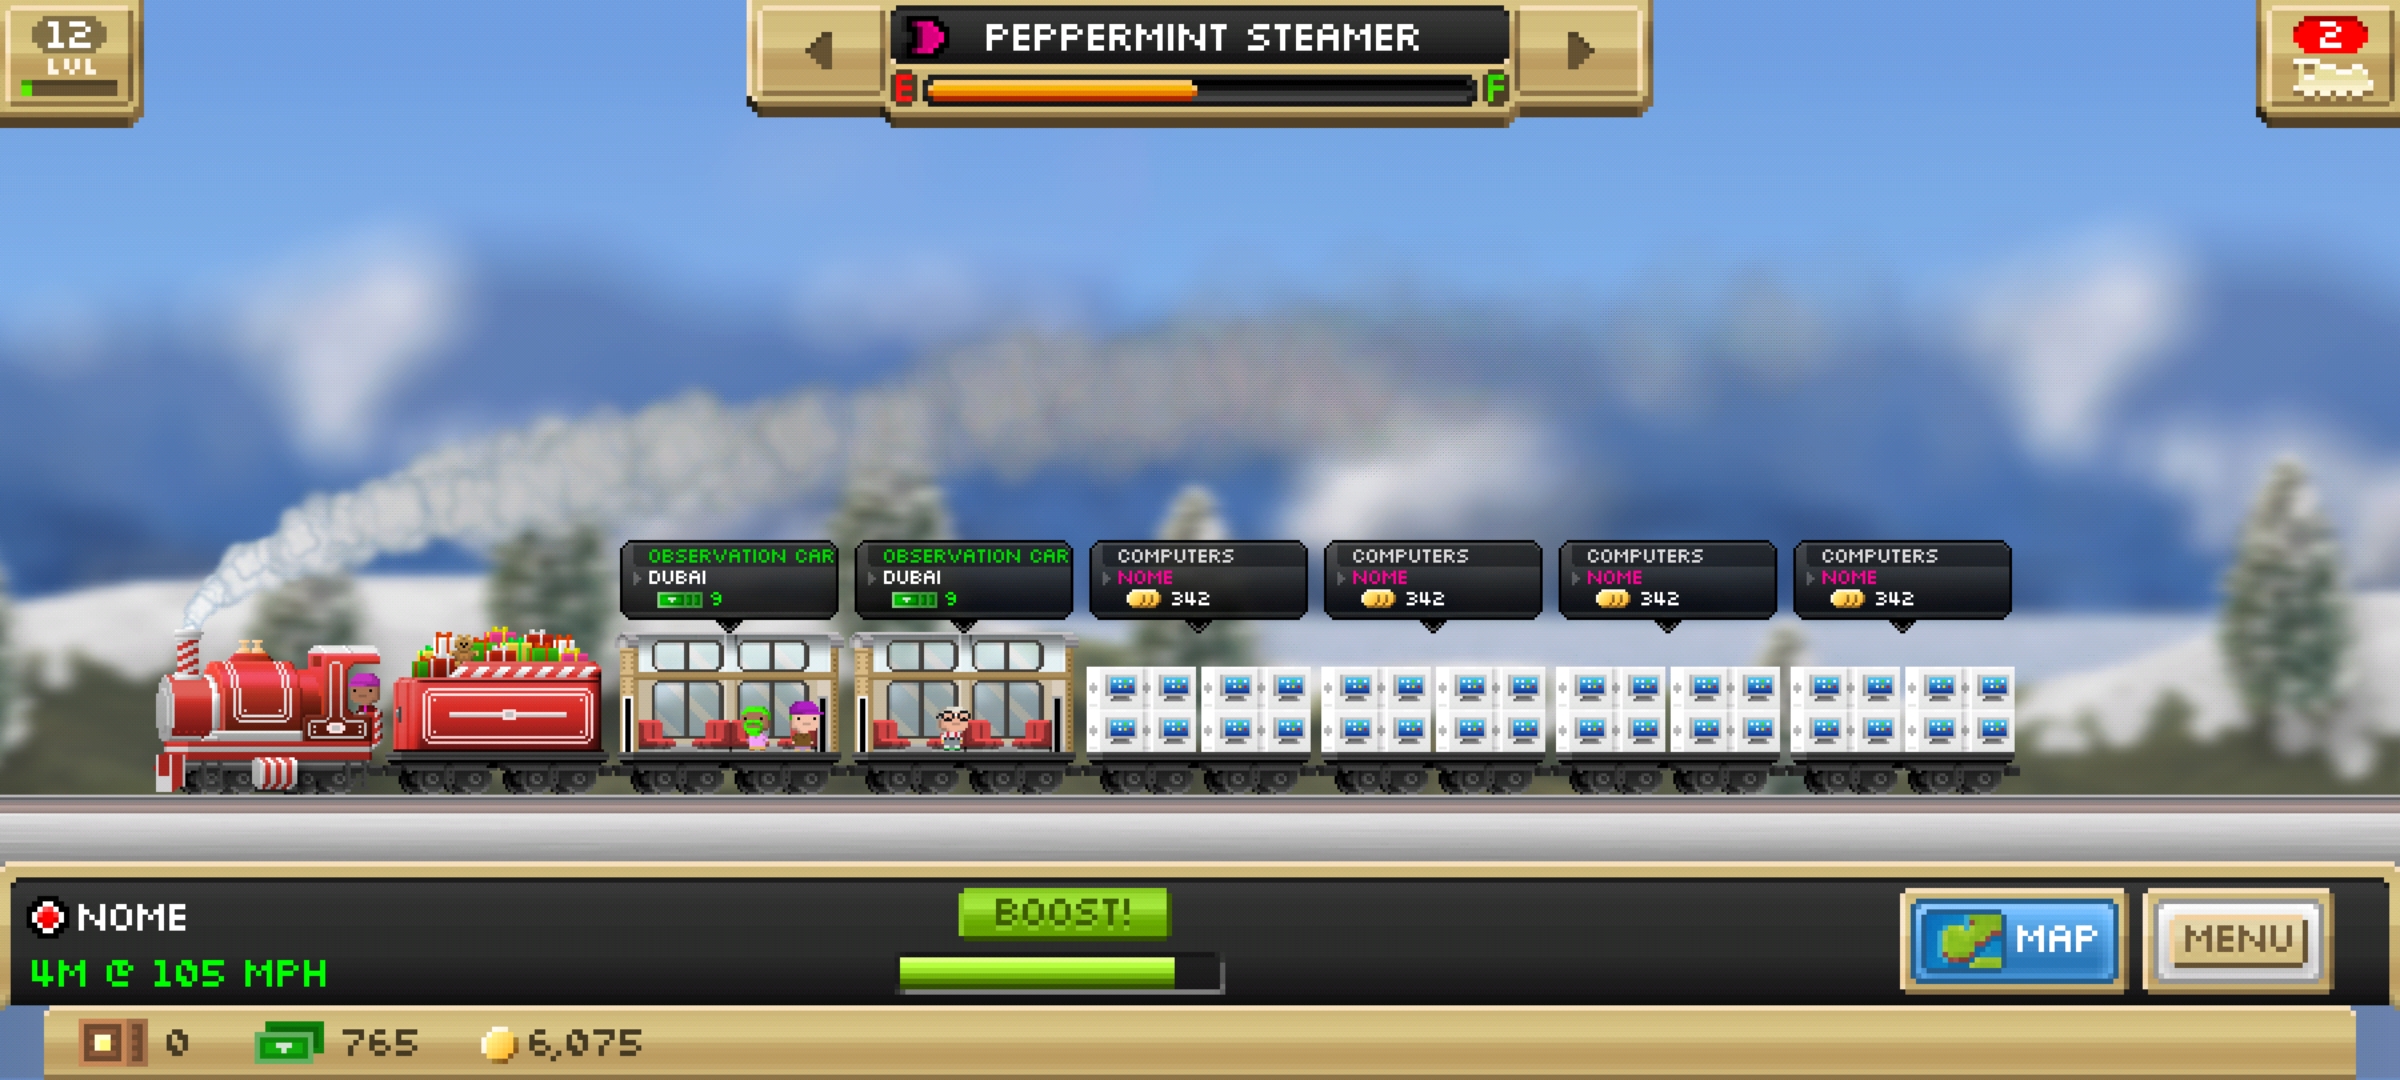 12
LVL
PEPPERMINT STEAMER
E
F
2
OBSERVATION CAR
DUBAI
9
OBSERVATION CAR
DUBAI
9
COMPUTERS
NOME
342
COMPUTERS
NOME
342
COMPUTERS
NOME
342
COMPUTERS
NOME
342
NOME
4M @ 105 MPH
BOOST!
MAP
MENU
0
765
6,075